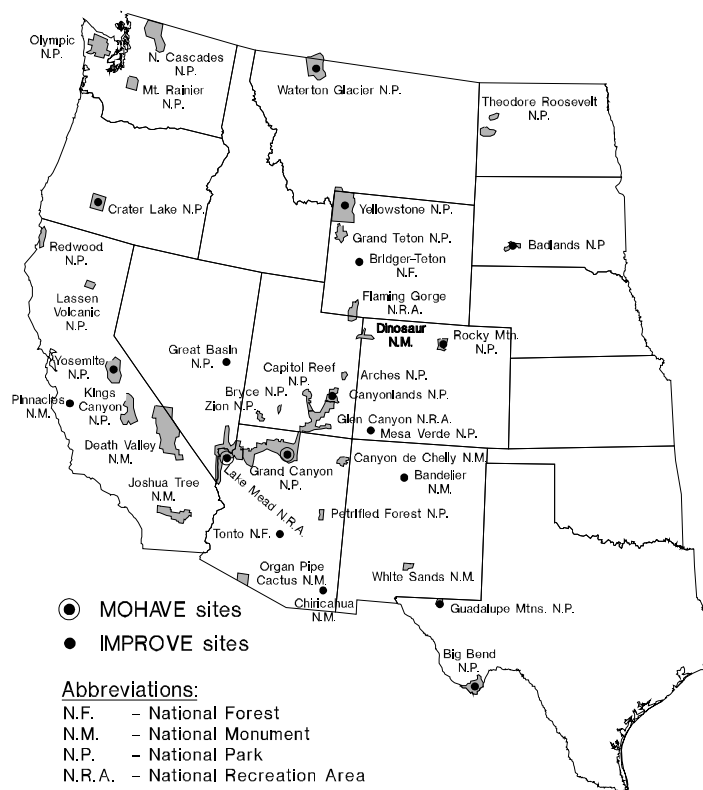 Olympic
N.P.
N. Cascades
N.P.
Mt. Rainier
N.P.
Waterton Glacier N.P.
Theodore Roosevelt
N.P.
Crater Lake N.P.
Yellowstone N.P.
Grand Teton N.P.
Bridger-Teton
N.F.
Badlands N.P
Redwood
N.P.
Lassen
Volcanic
N.P.
Flaming Gorge
N.R.A.
Dinosaur
N.M.
Rocky Mtn.
N.P.
Great Basin
N.P.
Yosemite
N.P.
Capitol Reef
N.P.
Arches N.P.
Canyonlands N.P.
Bryce N.P.
Zion N.P.
Pinnacles
N.M.
Kings
Canyon
N.P.
Glen Canyon N.R.A.
Mesa Verde N.P.
Death Valley
N.M.
Canyon de Chelly N.M.
Grand Canyon
N.P.
Lake Mead N.R.A.
Bandelier
N.M.
Joshua Tree
N.M.
Petrified Forest N.P.
Tonto N.F.
Organ Pipe
Cactus N.M.
White Sands N.M.
Chiricahua
N.M.
Guadalupe Mtns. N.P.
Big Bend
N.P.
MOHAVE sites
IMPROVE sites
Abbreviations:
N.F. – National Forest
N.M. – National Monument
N.P. – National Park
N.R.A. – National Recreation Area